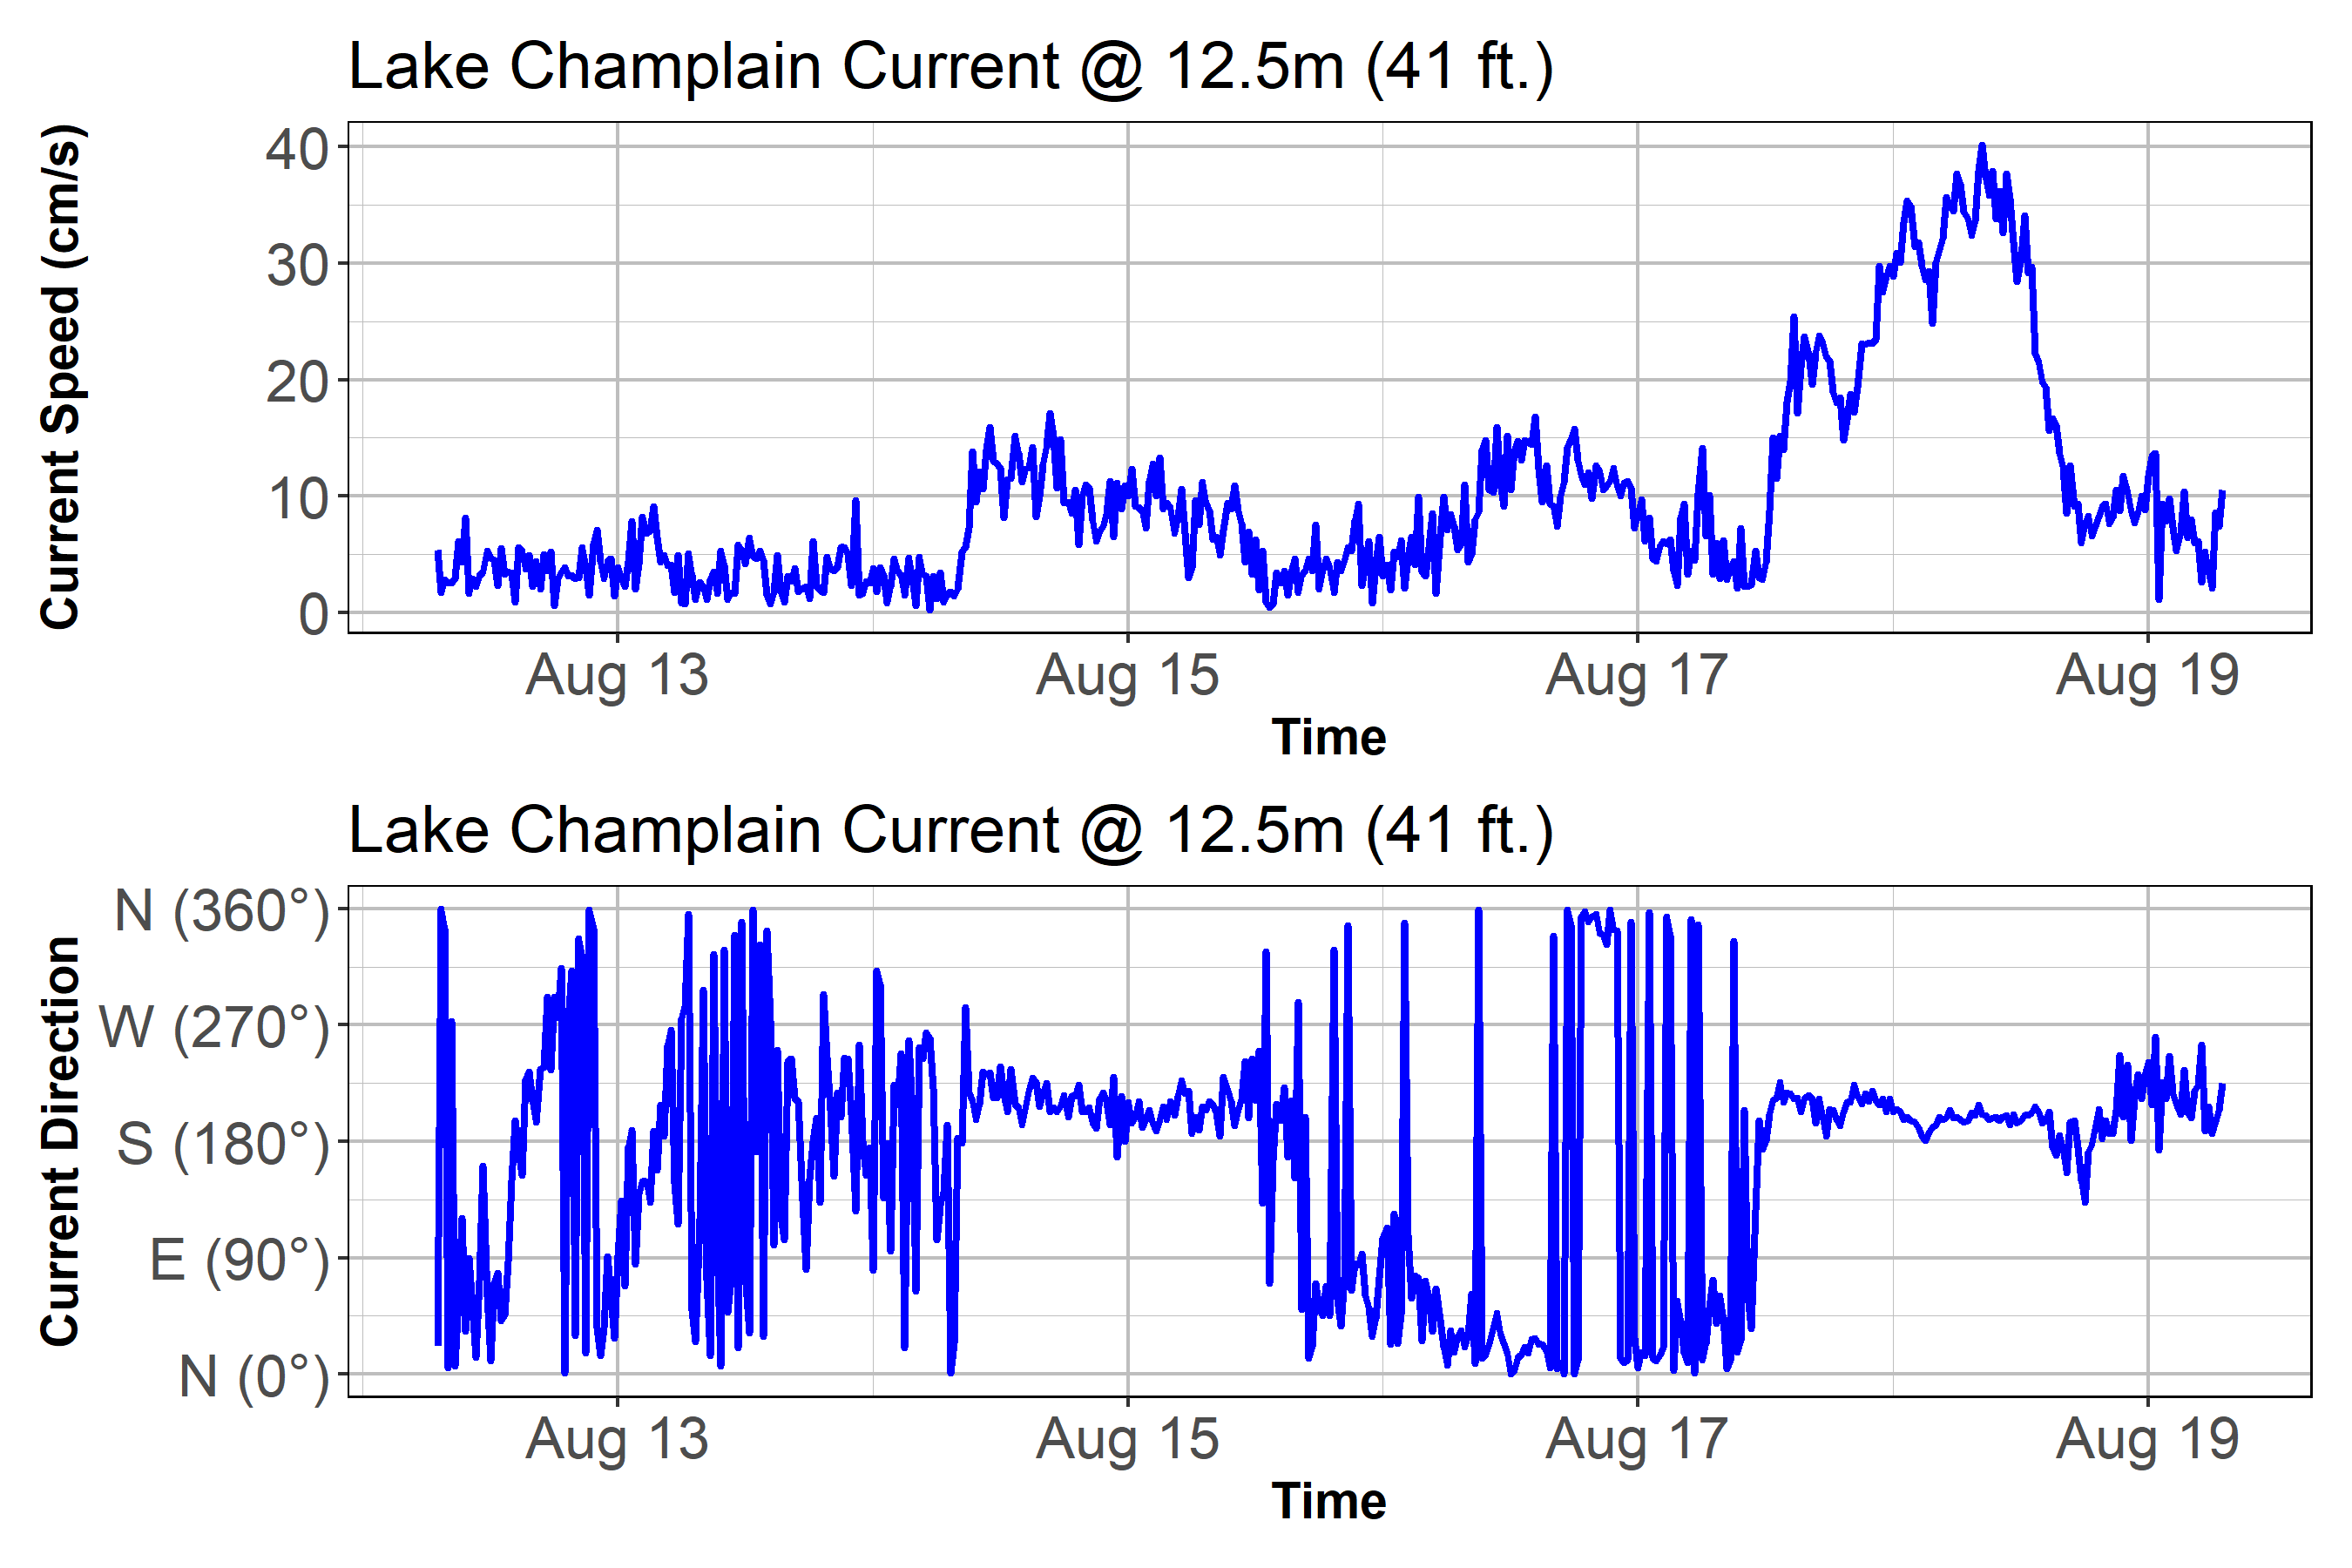 Lake Champlain Current @ 12.5m (41 ft.)
Current Speed (cm/s)
40
30
20
10
0
Aug 13 Aug 15 Aug 17 Aug 19
Time
Lake Champlain Current @ 12.5m (41 ft.)
Current Direction
N (360°)
W (270°)
S (180°)
E (90°)
N (0°)
Aug 13 Aug 15 Aug 17 Aug 19
Time